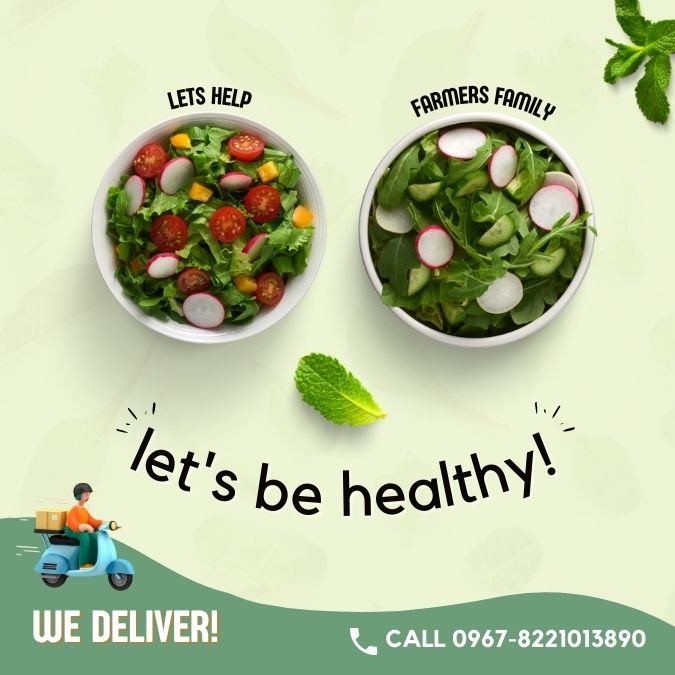 LETS HELP
FARMERS FAMILY
let's be healthy!
WE DELIVER!
CALL 0967-8221013890